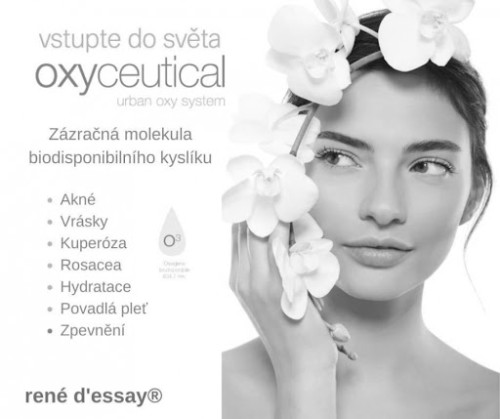 vstupte do světa
oxyceutical
urban oxy system
Zázračná molekula
biodisponibilního kyslíku
Akné
Vrásky
Kuperóza
Rosacea
Hydratace
Povadlá pleť
Zpevnění
O³
rené d'essay®